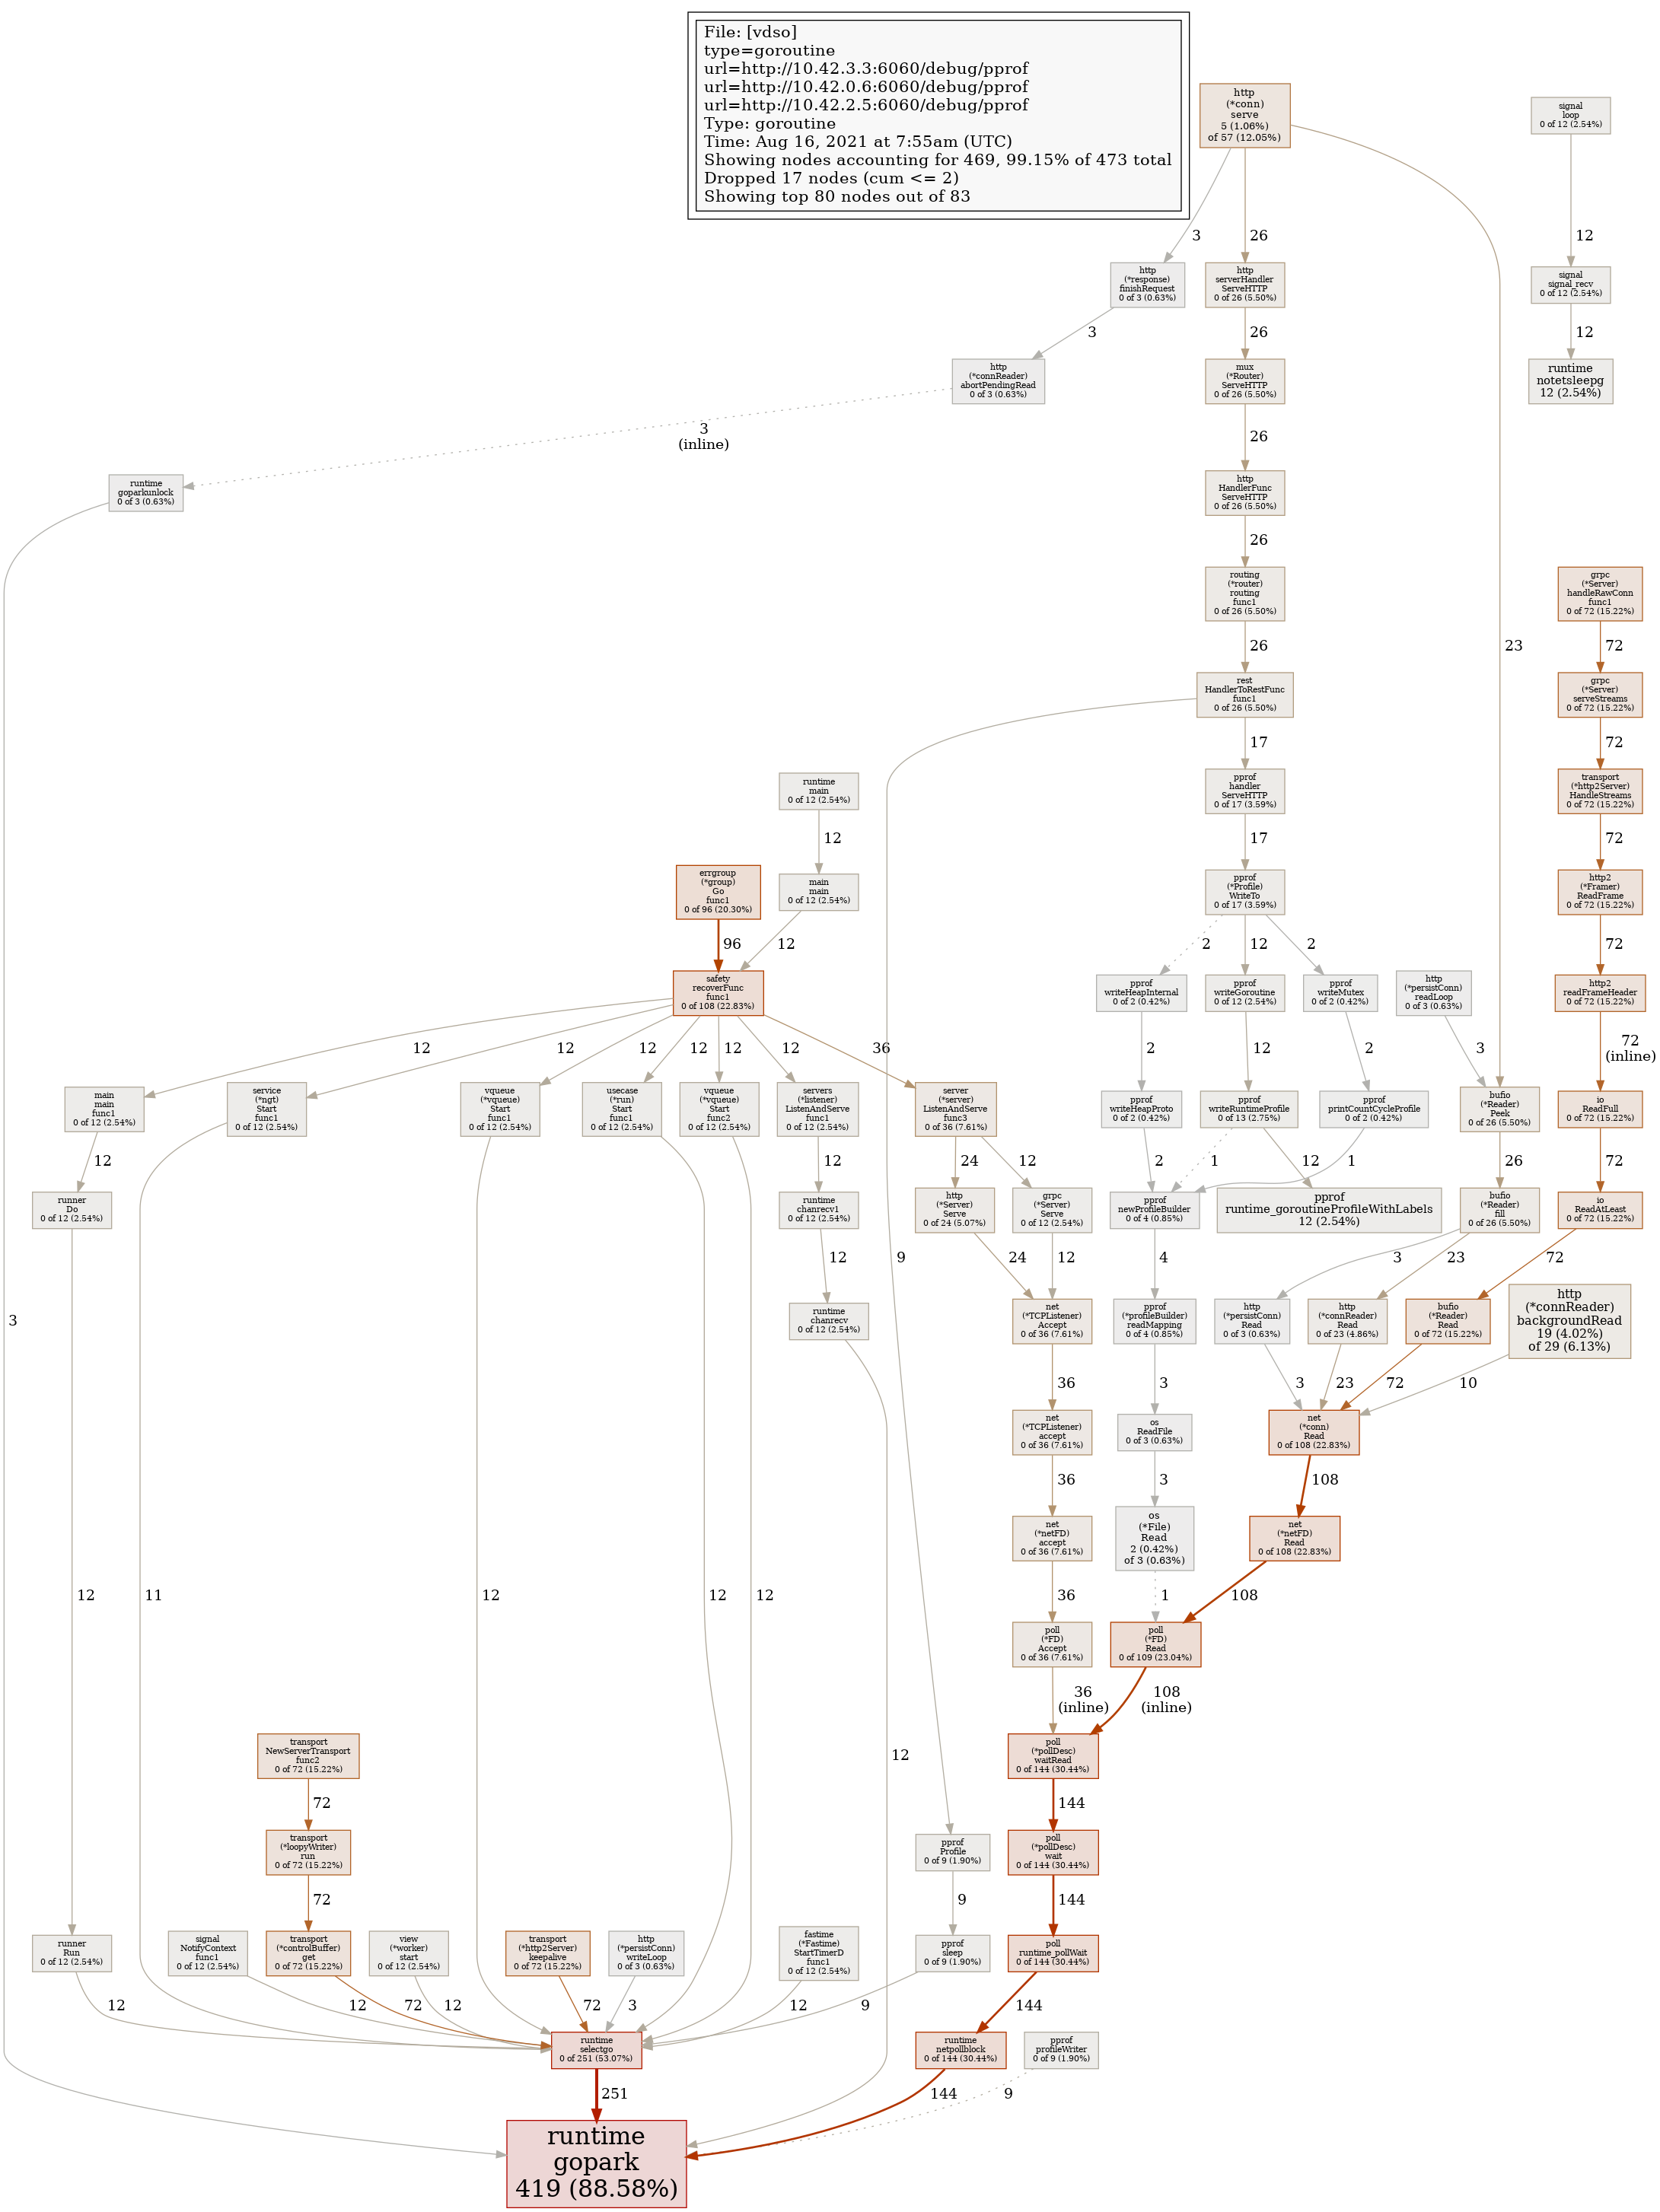 File: [vdso]
type=goroutine
url=http://10.42.3.3:6060/debug/pprof
url=http://10.42.0.6:6060/debug/pprof
url=http://10.42.2.5:6060/debug/pprof
Type: goroutine
Time: Aug 16, 2021 at 7:55am (UTC)
Showing nodes accounting for 469, 99.15% of 473 total
Dropped 17 nodes (cum <= 2)
Showing top 80 nodes out of 83
http
(*conn)
serve
5 (1.06%)
of 57 (12.05%)
signal
loop
0 of 12 (2.54%)
3
26
12
http
(*response)
finishRequest
0 of 3 (0.63%)
http
serverHandler
ServeHTTP
0 of 26 (5.50%)
signal
signal_recv
0 of 12 (2.54%)
3
26
12
http
(*connReader)
abortPendingRead
0 of 3 (0.63%)
mux
(*Router)
ServeHTTP
0 of 26 (5.50%)
runtime
notetsleepg
12 (2.54%)
3
(inline)
26
runtime
goparkunlock
0 of 3 (0.63%)
http
HandlerFunc
ServeHTTP
0 of 26 (5.50%)
26
routing
(*router)
routing
func1
0 of 26 (5.50%)
grpc
(*Server)
handleRawConn
func1
0 of 72 (15.22%)
26
23
72
rest
HandlerToRestFunc
func1
0 of 26 (5.50%)
grpc
(*Server)
serveStreams
0 of 72 (15.22%)
17
72
runtime
main
0 of 12 (2.54%)
pprof
handler
ServeHTTP
0 of 17 (3.59%)
transport
(*http2Server)
HandleStreams
0 of 72 (15.22%)
12
17
72
errgroup
(*group)
Go
func1
0 of 96 (20.30%)
main
main
0 of 12 (2.54%)
pprof
(*Profile)
WriteTo
0 of 17 (3.59%)
http2
(*Framer)
ReadFrame
0 of 72 (15.22%)
96
12
2
12
2
72
safety
recoverFunc
func1
0 of 108 (22.83%)
pprof
writeHeapInternal
0 of 2 (0.42%)
pprof
writeGoroutine
0 of 12 (2.54%)
pprof
writeMutex
0 of 2 (0.42%)
http
(*persistConn)
readLoop
0 of 3 (0.63%)
http2
readFrameHeader
0 of 72 (15.22%)
12
12
12
12
12
12
36
2
12
2
3
72
(inline)
main
main
func1
0 of 12 (2.54%)
service
(*ngt)
Start
func1
0 of 12 (2.54%)
vqueue
(*vqueue)
Start
func1
0 of 12 (2.54%)
usecase
(*run)
Start
func1
0 of 12 (2.54%)
vqueue
(*vqueue)
Start
func2
0 of 12 (2.54%)
servers
(*listener)
ListenAndServe
func1
0 of 12 (2.54%)
server
(*server)
ListenAndServe
func3
0 of 36 (7.61%)
pprof
writeHeapProto
0 of 2 (0.42%)
pprof
writeRuntimeProfile
0 of 13 (2.75%)
pprof
printCountCycleProfile
0 of 2 (0.42%)
bufio
(*Reader)
Peek
0 of 26 (5.50%)
io
ReadFull
0 of 72 (15.22%)
12
12
24
12
2
1
12
1
26
72
runner
Do
0 of 12 (2.54%)
runtime
chanrecv1
0 of 12 (2.54%)
http
(*Server)
Serve
0 of 24 (5.07%)
grpc
(*Server)
Serve
0 of 12 (2.54%)
pprof
newProfileBuilder
0 of 4 (0.85%)
pprof
runtime_goroutineProfileWithLabels
12 (2.54%)
bufio
(*Reader)
fill
0 of 26 (5.50%)
io
ReadAtLeast
0 of 72 (15.22%)
12
24
12
9
4
3
23
72
runtime
chanrecv
0 of 12 (2.54%)
net
(*TCPListener)
Accept
0 of 36 (7.61%)
pprof
(*profileBuilder)
readMapping
0 of 4 (0.85%)
http
(*persistConn)
Read
0 of 3 (0.63%)
http
(*connReader)
Read
0 of 23 (4.86%)
bufio
(*Reader)
Read
0 of 72 (15.22%)
http
(*connReader)
backgroundRead
19 (4.02%)
of 29 (6.13%)
3
36
3
3
23
72
10
net
(*TCPListener)
accept
0 of 36 (7.61%)
os
ReadFile
0 of 3 (0.63%)
net
(*conn)
Read
0 of 108 (22.83%)
36
3
108
net
(*netFD)
accept
0 of 36 (7.61%)
os
(*File)
Read
2 (0.42%)
of 3 (0.63%)
net
(*netFD)
Read
0 of 108 (22.83%)
12
11
12
12
12
36
1
108
poll
(*FD)
Accept
0 of 36 (7.61%)
poll
(*FD)
Read
0 of 109 (23.04%)
36
(inline)
108
(inline)
transport
NewServerTransport
func2
0 of 72 (15.22%)
12
poll
(*pollDesc)
waitRead
0 of 144 (30.44%)
72
144
transport
(*loopyWriter)
run
0 of 72 (15.22%)
pprof
Profile
0 of 9 (1.90%)
poll
(*pollDesc)
wait
0 of 144 (30.44%)
72
9
144
runner
Run
0 of 12 (2.54%)
signal
NotifyContext
func1
0 of 12 (2.54%)
transport
(*controlBuffer)
get
0 of 72 (15.22%)
view
(*worker)
start
0 of 12 (2.54%)
transport
(*http2Server)
keepalive
0 of 72 (15.22%)
http
(*persistConn)
writeLoop
0 of 3 (0.63%)
fastime
(*Fastime)
StartTimerD
func1
0 of 12 (2.54%)
pprof
sleep
0 of 9 (1.90%)
poll
runtime_pollWait
0 of 144 (30.44%)
12
12
72
12
72
3
12
9
144
runtime
selectgo
0 of 251 (53.07%)
runtime
netpollblock
0 of 144 (30.44%)
pprof
profileWriter
0 of 9 (1.90%)
251
144
9
runtime
gopark
419 (88.58%)